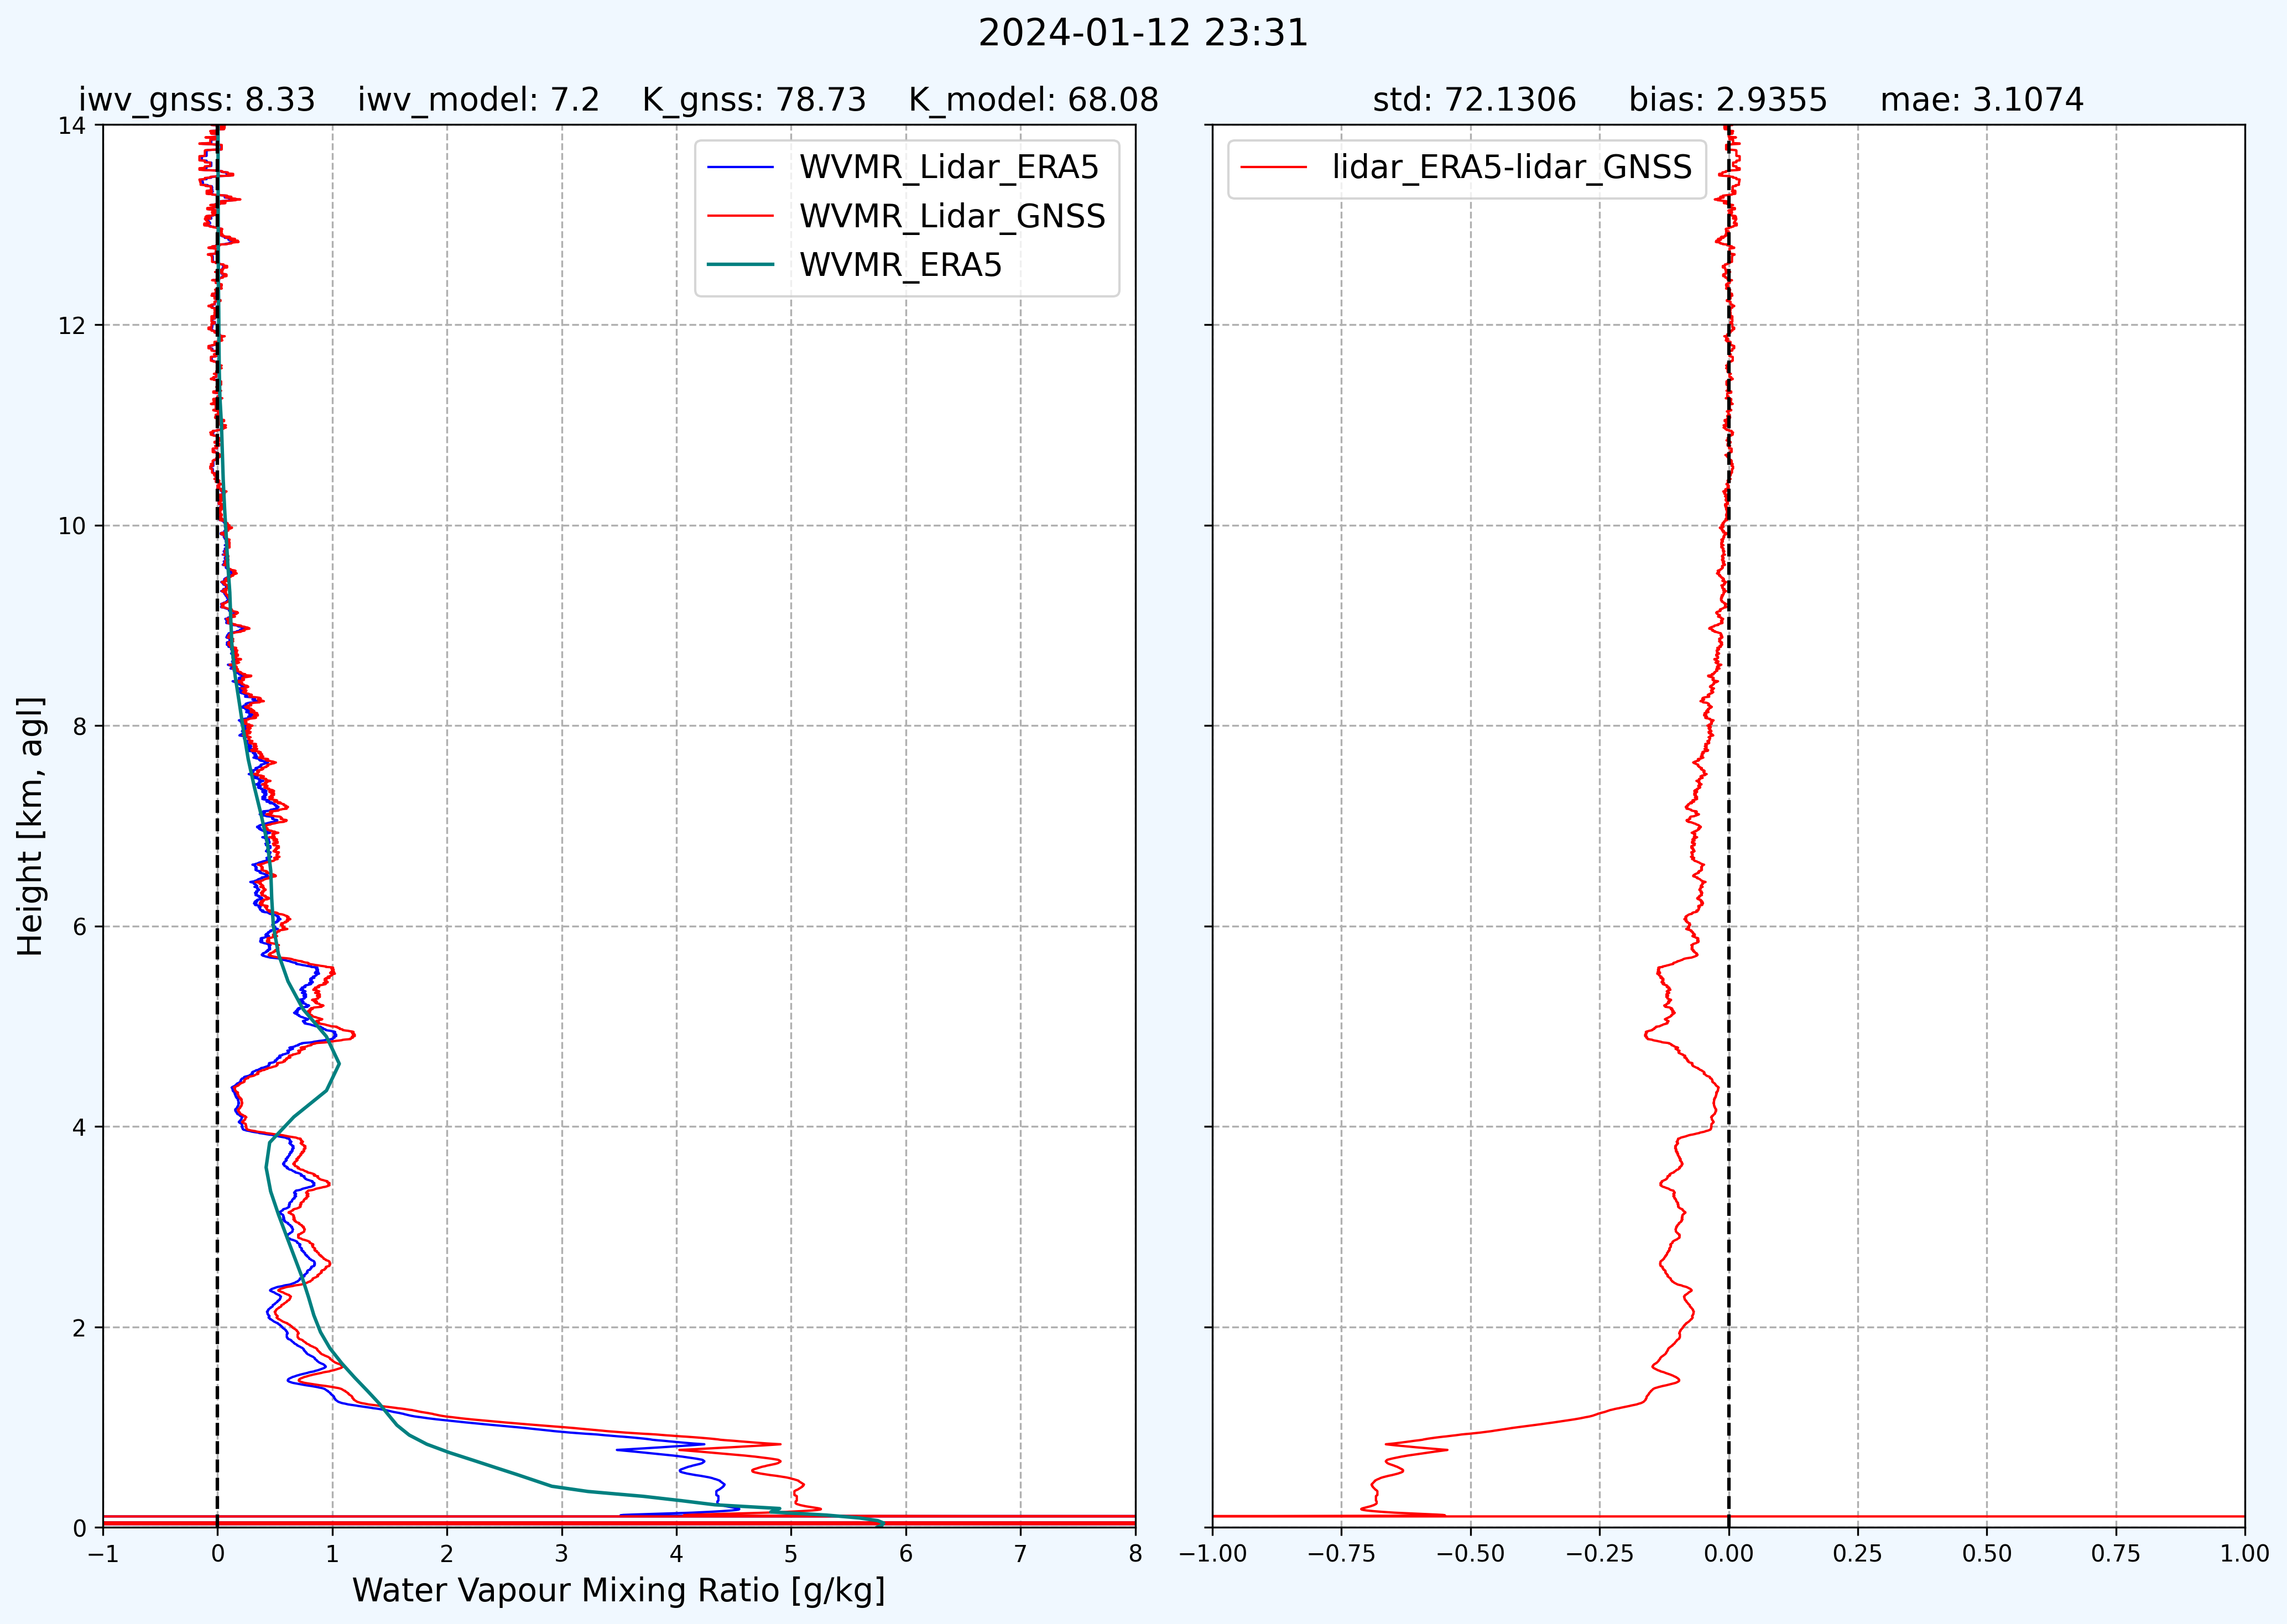 2024-01-12 23:31
iwv_gnss: 8.33 iwv_model: 7.2 K_gnss: 78.73 K_model: 68.08
std: 72.1306 bias: 2.9355 mae: 3.1074
WVMR_Lidar_ERA5
WVMR_Lidar_GNSS
WVMR_ERA5
lidar_ERA5-lidar_GNSS
Height [km, agl]
14
12
10
8
6
4
2
0
−1 0 1 2 3 4 5 6 7 8
−1.00 −0.75 −0.50 −0.25 0.00 0.25 0.50 0.75 1.00
Water Vapour Mixing Ratio [g/kg]